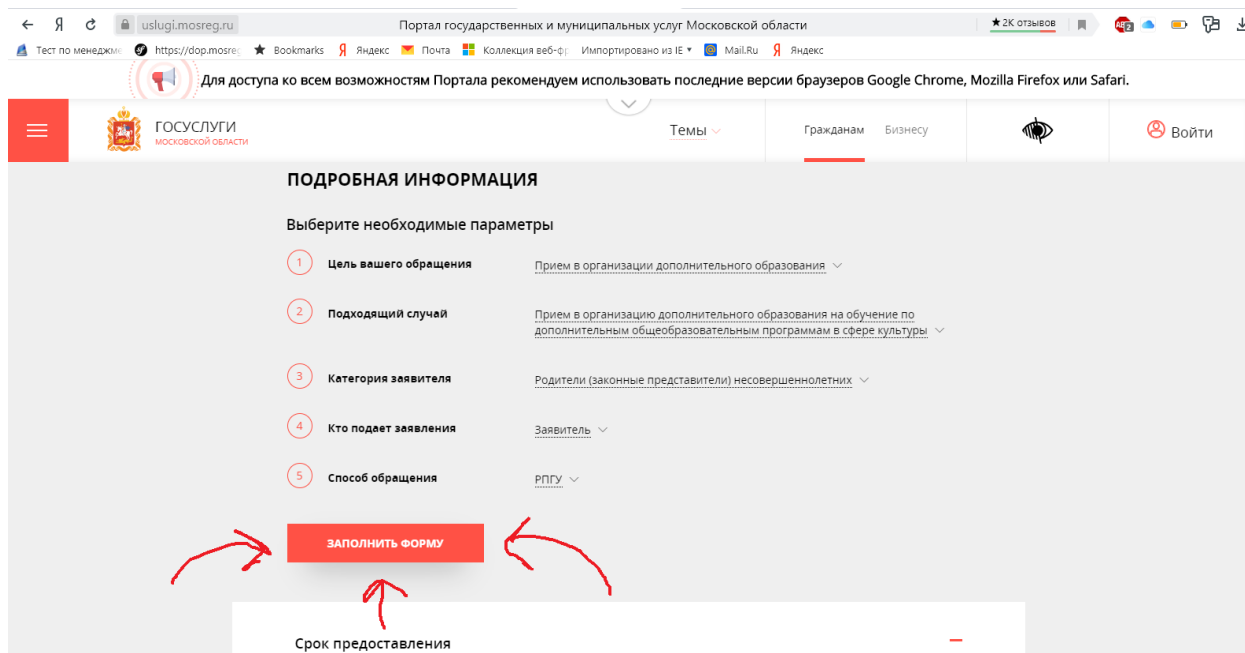 uslugi.mosreg.ru
Портал государственных и муниципальных услуг Московской области
★2K отзывов
2
Тест по менеджм
https://dop.mosreg
Bookmarks
Яндекс
Почта
Коллекция веб-ф
Импортировано из IE
Mail.Ru
Яндекс
Для доступа ко всем возможностям Портала рекомендуем использовать последние версии браузеров Google Chrome, Mozilla Firefox или Safari.
ГОСУСЛУГИ
МОСКОВСКОЙ ОБЛАСТИ
Темы
Гражданам
Бизнесу
Войти
ПОДРОБНАЯ ИНФОРМАЦИЯ
Выберите необходимые параметры
1 Цель вашего обращения
Прием в организации дополнительного образования
2 Подходящий случай
Прием в организацию дополнительного образования на обучение по
дополнительным общеобразовательным программам в сфере культуры
3 Категория заявителя
Родители (законные представители) несовершеннолетних
4 Кто подает заявления
Заявитель
5 Способ обращения
РПГУ
ЗАПОЛНИТЬ ФОРМУ
Срок предоставления